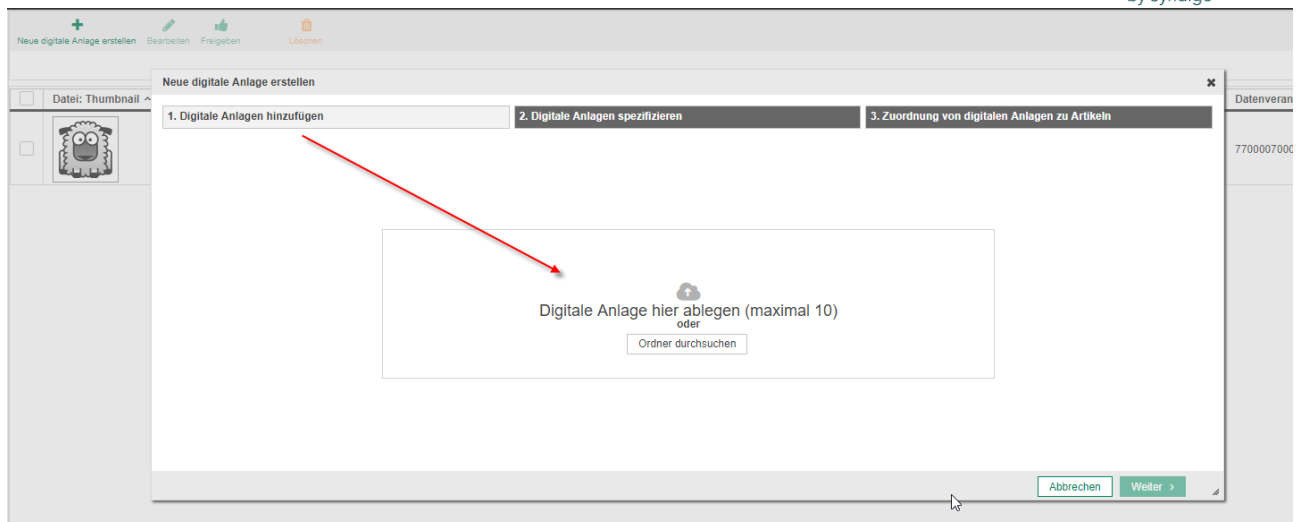 by Syndigo
Neue digitale Anlage erstellen Bearbeiten Freigeben Löschen
Neue digitale Anlage erstellen
Datei: Thumbnail
Datenveran
1. Digitale Anlagen hinzufügen
2. Digitale Anlagen spezifizieren
3. Zuordnung von digitalen Anlagen zu Artikeln
7700007000
Digitale Anlage hier ablegen (maximal 10)
oder
Ordner durchsuchen
Abbrechen
Weiter >